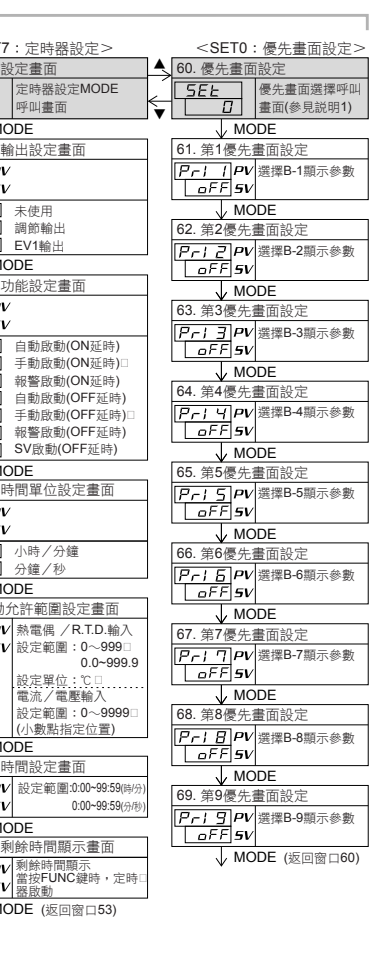 T7：定時器設定＞
設定畫面
定時器設定MODE
呼叫畫面
MODE
輸出設定畫面
PV
SV
未使用
調節輸出
EV1輸出
MODE
功能設定畫面
PV
SV
自動啟動(ON延時)
手動啟動(ON延時)□
報警啟動(ON延時)
自動啟動(OFF延時)
手動啟動(OFF延時)□
報警啟動(OFF延時)
SV啟動(OFF延時)
MODE
時間單位設定畫面
PV
SV
小時／分鐘
分鐘／秒
MODE
動允許範圍設定畫面
PV 熱電偶 ／R.T.D.輸入
SV 設定範圍：0～999□
0.0~999.9
設定單位：℃ □
電流／電壓輸入
設定範圍：0～9999□
(小數點指定位置)
MODE
時間設定畫面
PV 設定範圍:0:00~99:59(時/分)
SV 0:00~99:59(分/秒)
MODE
剩餘時間顯示畫面
PV 剩餘時間顯示
當按FUNC鍵時，定時□
SV 器啟動
MODE (返回窗口53)
＜SET0：優先畫面設定＞
▲ 60. 優先畫面設定
▼
SET 優先畫面選擇呼叫
0 畫面(參見説明1)
MODE
61. 第1優先畫面設定
Pri 1 PV 選擇B-1顯示參數
oFF SV
MODE
62. 第2優先畫面設定
Pri 2 PV 選擇B-2顯示參數
oFF SV
MODE
63. 第3優先畫面設定
Pri 3 PV 選擇B-3顯示參數
oFF SV
MODE
64. 第4優先畫面設定
Pri 4 PV 選擇B-4顯示參數
oFF SV
MODE
65. 第5優先畫面設定
Pri 5 PV 選擇B-5顯示參數
oFF SV
MODE
66. 第6優先畫面設定
Pri 6 PV 選擇B-6顯示參數
oFF SV
MODE
67. 第7優先畫面設定
Pri 7 PV 選擇B-7顯示參數
oFF SV
MODE
68. 第8優先畫面設定
Pri 8 PV 選擇B-8顯示參數
oFF SV
MODE
69. 第9優先畫面設定
Pri 9 PV 選擇B-9顯示參數
oFF SV
MODE (返回窗口60)